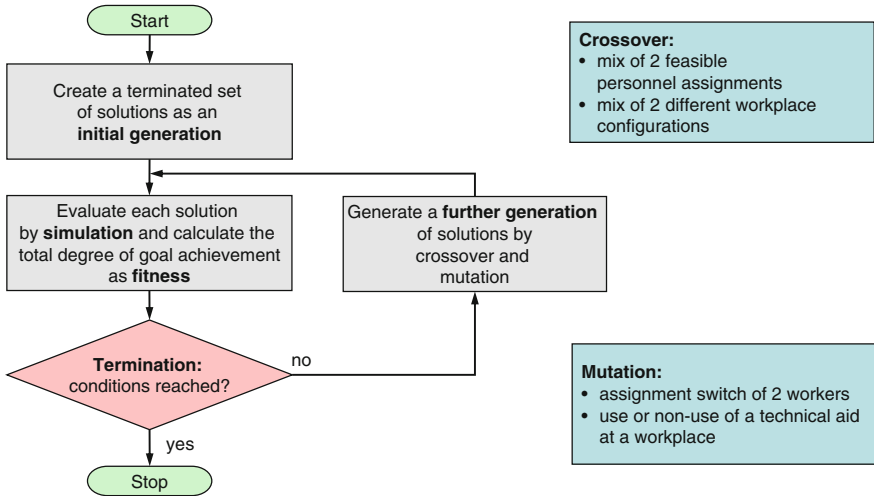 Start
Create a terminated set
of solutions as an
initial generation
Evaluate each solution
by simulation and calculate the
total degree of goal achievement
as fitness
Generate a further generation
of solutions by
crossover and
mutation
Termination:
conditions reached?
no
yes
Stop
Crossover:
• mix of 2 feasible
personnel assignments
• mix of 2 different workplace
configurations
Mutation:
• assignment switch of 2 workers
• use or non-use of a technical aid
at a workplace